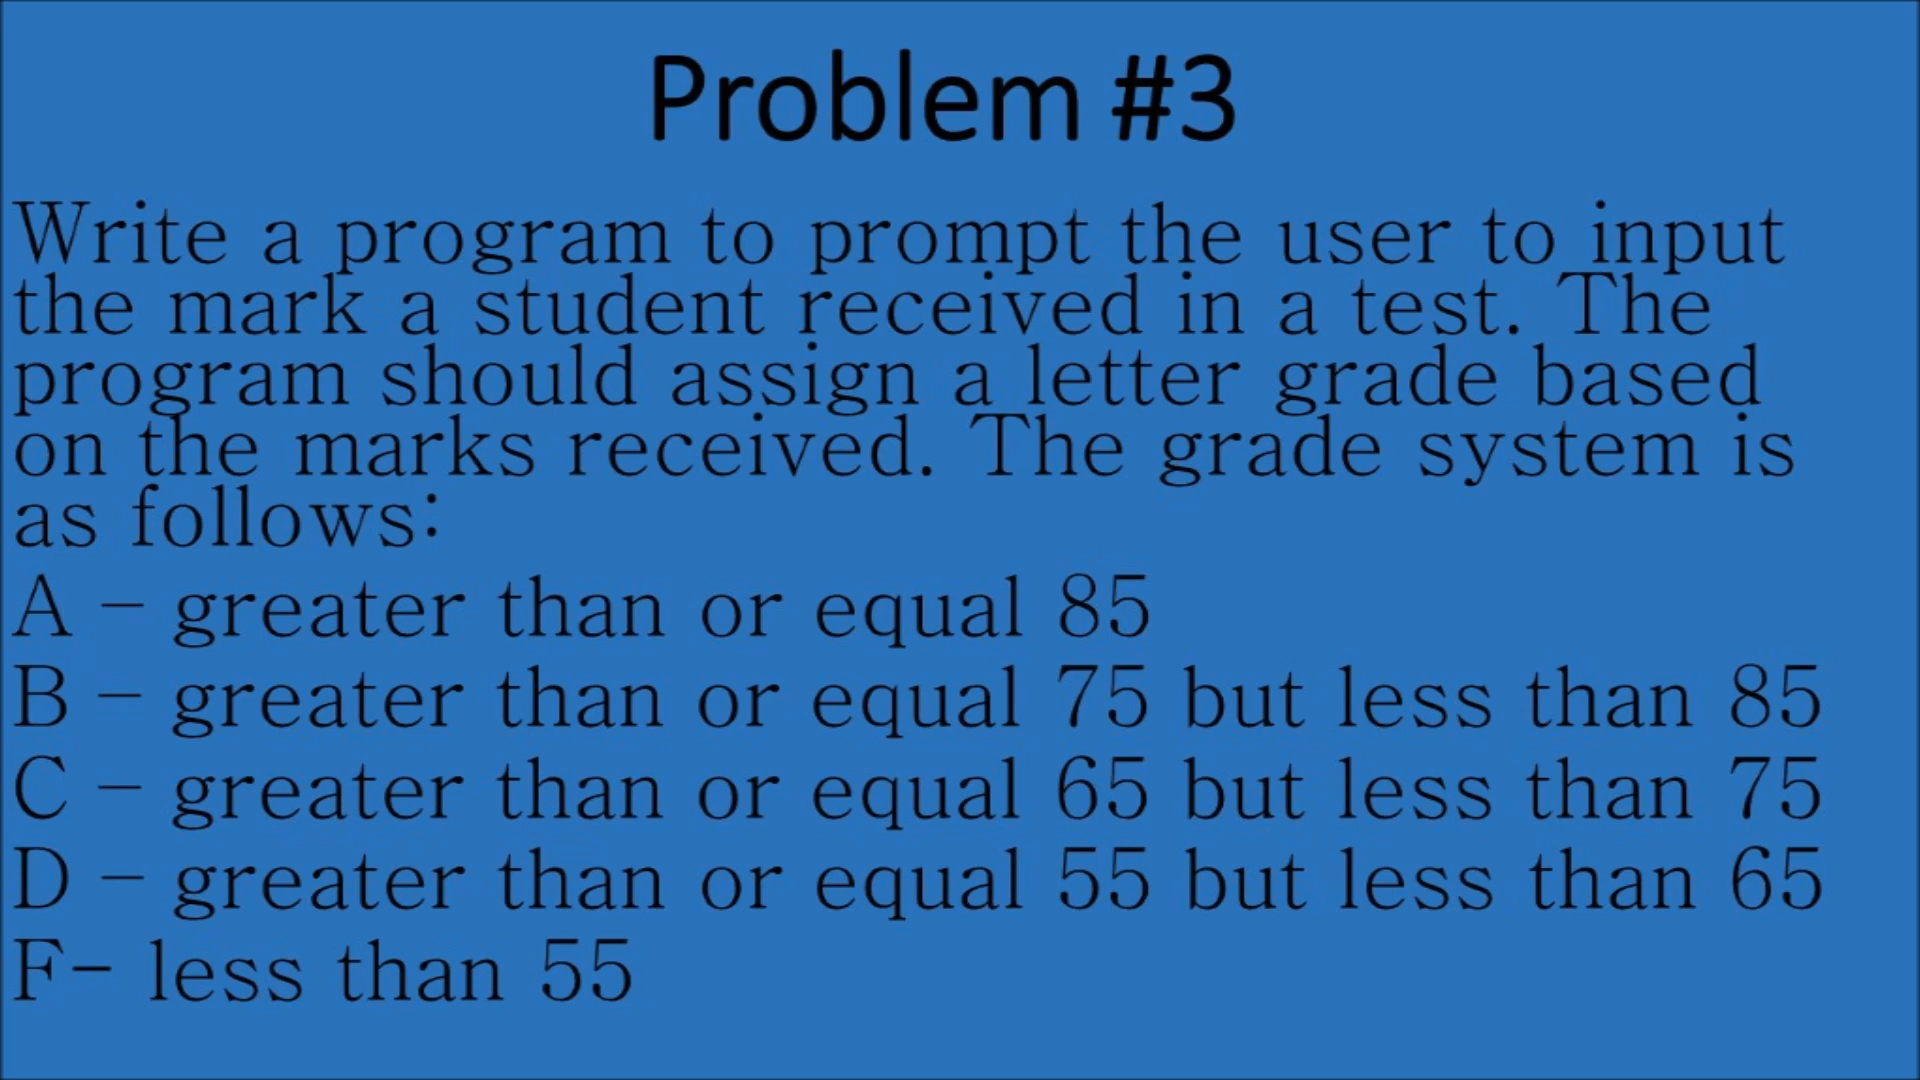 Problem #3
Write a program to prompt the user to input
the mark a student received in a test. The
program should assign a letter grade based
on the marks received. The grade system is
as follows:
A – greater than or equal 85
B – greater than or equal 75 but less than 85
C – greater than or equal 65 but less than 75
D – greater than or equal 55 but less than 65
F– less than 55